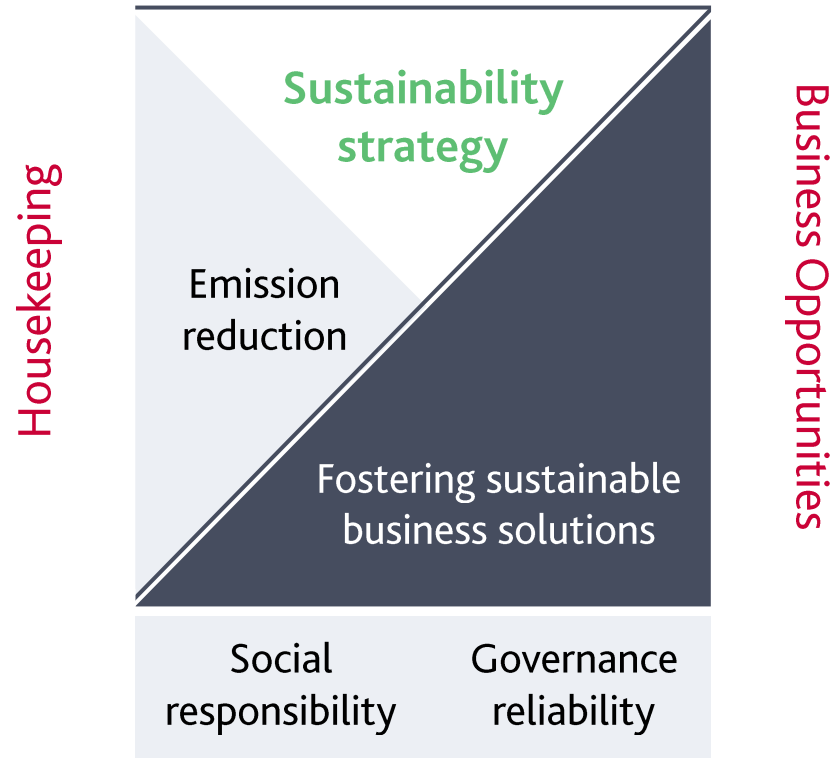 Sustainability
strategy
Housekeeping
Business Opportunities
Emission
reduction
Fostering sustainable
business solutions
Social
responsibility
Governance
reliability